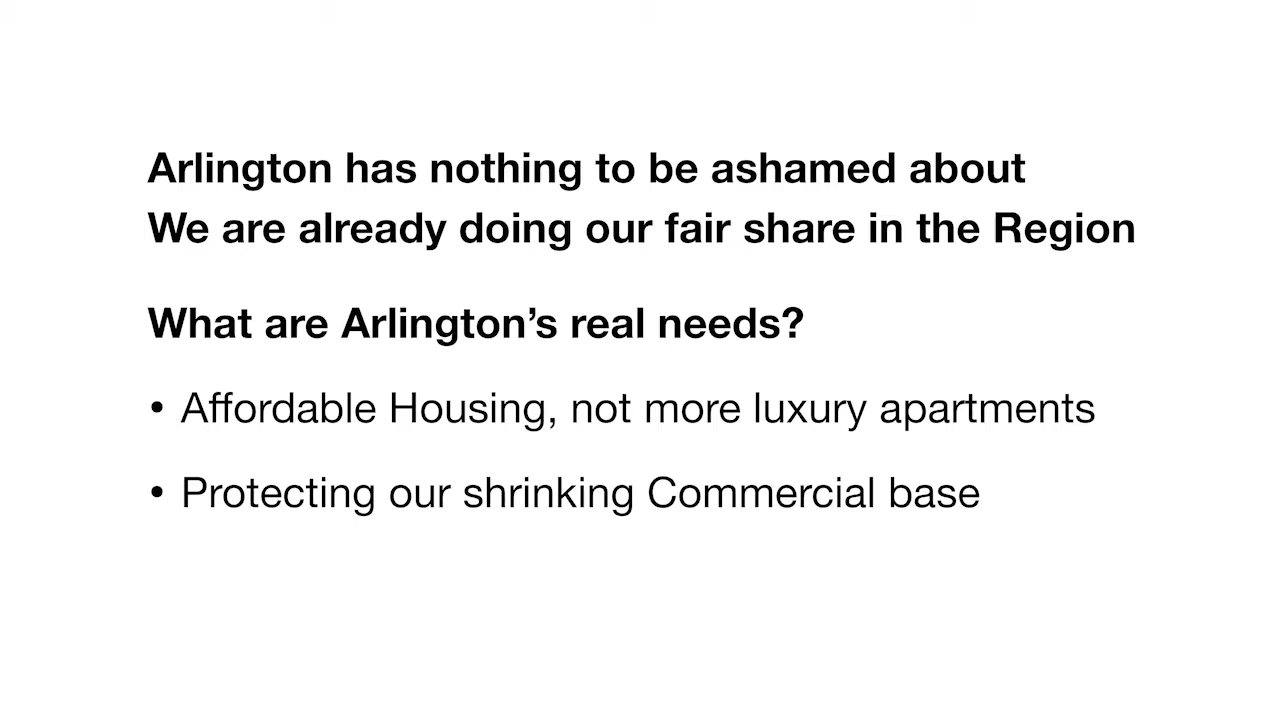 Arlington has nothing to be ashamed about
We are already doing our fair share in the Region
What are Arlington’s real needs?
• Affordable Housing, not more luxury apartments
• Protecting our shrinking Commercial base